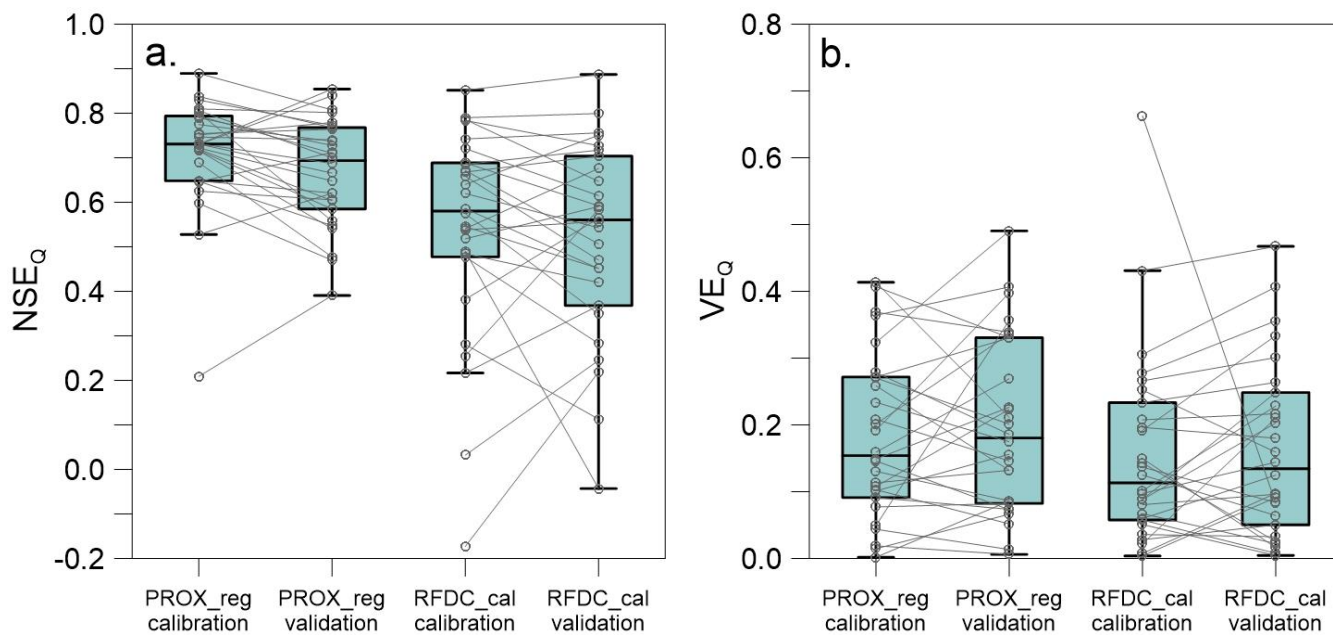 a.
1.0
0.8
0.6
0.4
0.2
0.0
-0.2
NSE_Q
PROX_reg calibration
PROX_reg validation
RFDC_cal calibration
RFDC_cal validation
b.
0.8
0.6
0.4
0.2
0.0
VE_Q
PROX_reg calibration
PROX_reg validation
RFDC_cal calibration
RFDC_cal validation